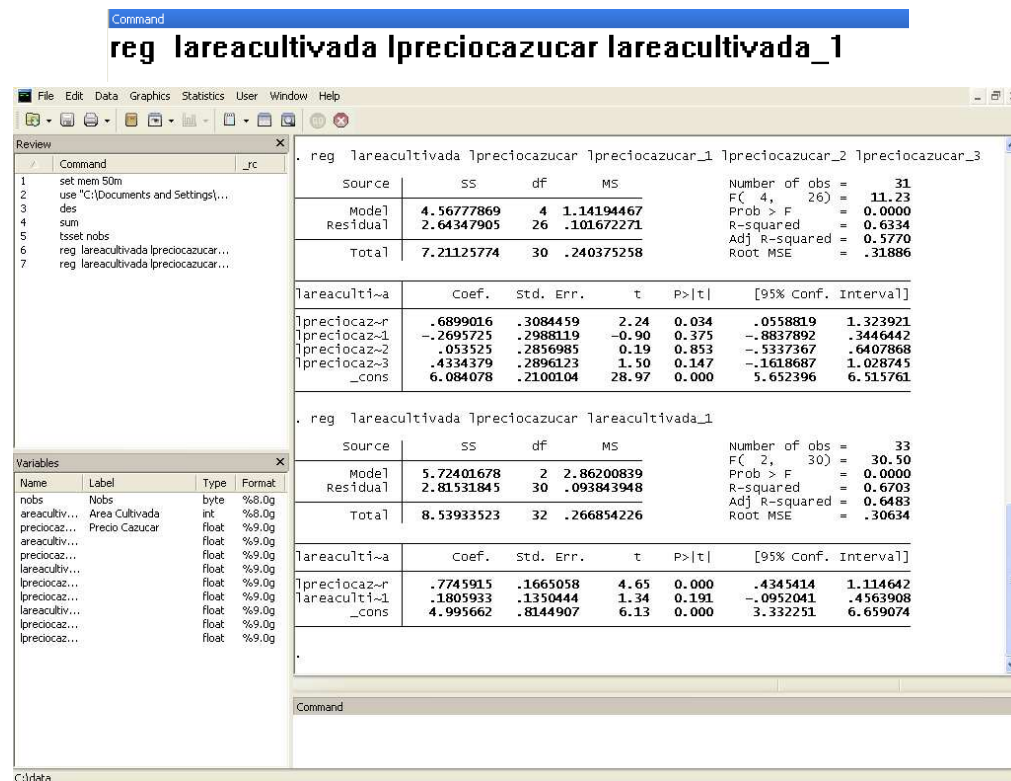 Command
reg lareacultivada lpreciocazucar lareacultivada_1
File Edit Data Graphics Statistics User Window Help
Review
Command _rc
1 set mem 50m
2 use "C:\Documents and Settings\...
3 des
4 sum
5 tsset nobs
6 reg lareacultivada lpreciocazucar...
7 reg lareacultivada lpreciocazucar...
Variables
Name Label Type Format
nobs Nobs byte %8.0g
areacultiv... Area Cultivada int %8.0g
preciocaz... Precio Cazucar float %9.0g
areacultiv... float %9.0g
preciocaz... float %9.0g
lareacultiv... float %9.0g
lpreciocaz... float %9.0g
lpreciocaz... float %9.0g
lareacultiv... float %9.0g
lpreciocaz... float %9.0g
lpreciocaz... float %9.0g
. reg lareacultivada lpreciocazucar lpreciocazucar_1 lpreciocazucar_2 lpreciocazucar_3
Source | SS df MS Number of obs = 31
F( 4, 26) = 11.23
Model | 4.56777869 4 1.14194467 Prob > F = 0.0000
Residual | 2.64347905 26 .101672271 R-squared = 0.6334
Adj R-squared = 0.5770
Total | 7.21125774 30 .240375258 Root MSE = .31886
lareaculti~a | Coef. Std. Err. t P>|t| [95% Conf. Interval]
lpreciocaz~r | .6899016 .3084459 2.24 0.034 .0558819 1.323921
lpreciocaz~1 | -.2695725 .2988119 -0.90 0.375 -.8837892 .3446442
lpreciocaz~2 | .053525 .2856985 0.19 0.853 -.5337367 .6407868
lpreciocaz~3 | .4334379 .2896123 1.50 0.147 -.1618687 1.028745
_cons | 6.084078 .2100104 28.97 0.000 5.652396 6.515761
. reg lareacultivada lpreciocazucar lareacultivada_1
Source | SS df MS Number of obs = 33
F( 2, 30) = 30.50
Model | 5.72401678 2 2.86200839 Prob > F = 0.0000
Residual | 2.81531845 30 .093843948 R-squared = 0.6703
Adj R-squared = 0.6483
Total | 8.53933523 32 .266854226 Root MSE = .30634
lareaculti~a | Coef. Std. Err. t P>|t| [95% Conf. Interval]
lpreciocaz~r | .7745915 .1665058 4.65 0.000 .4345414 1.114642
lareaculti~1 | .1805933 .1350444 1.34 0.191 -.0952041 .4563908
_cons | 4.995662 .8144907 6.13 0.000 3.332251 6.659074
.
Command
C:\data